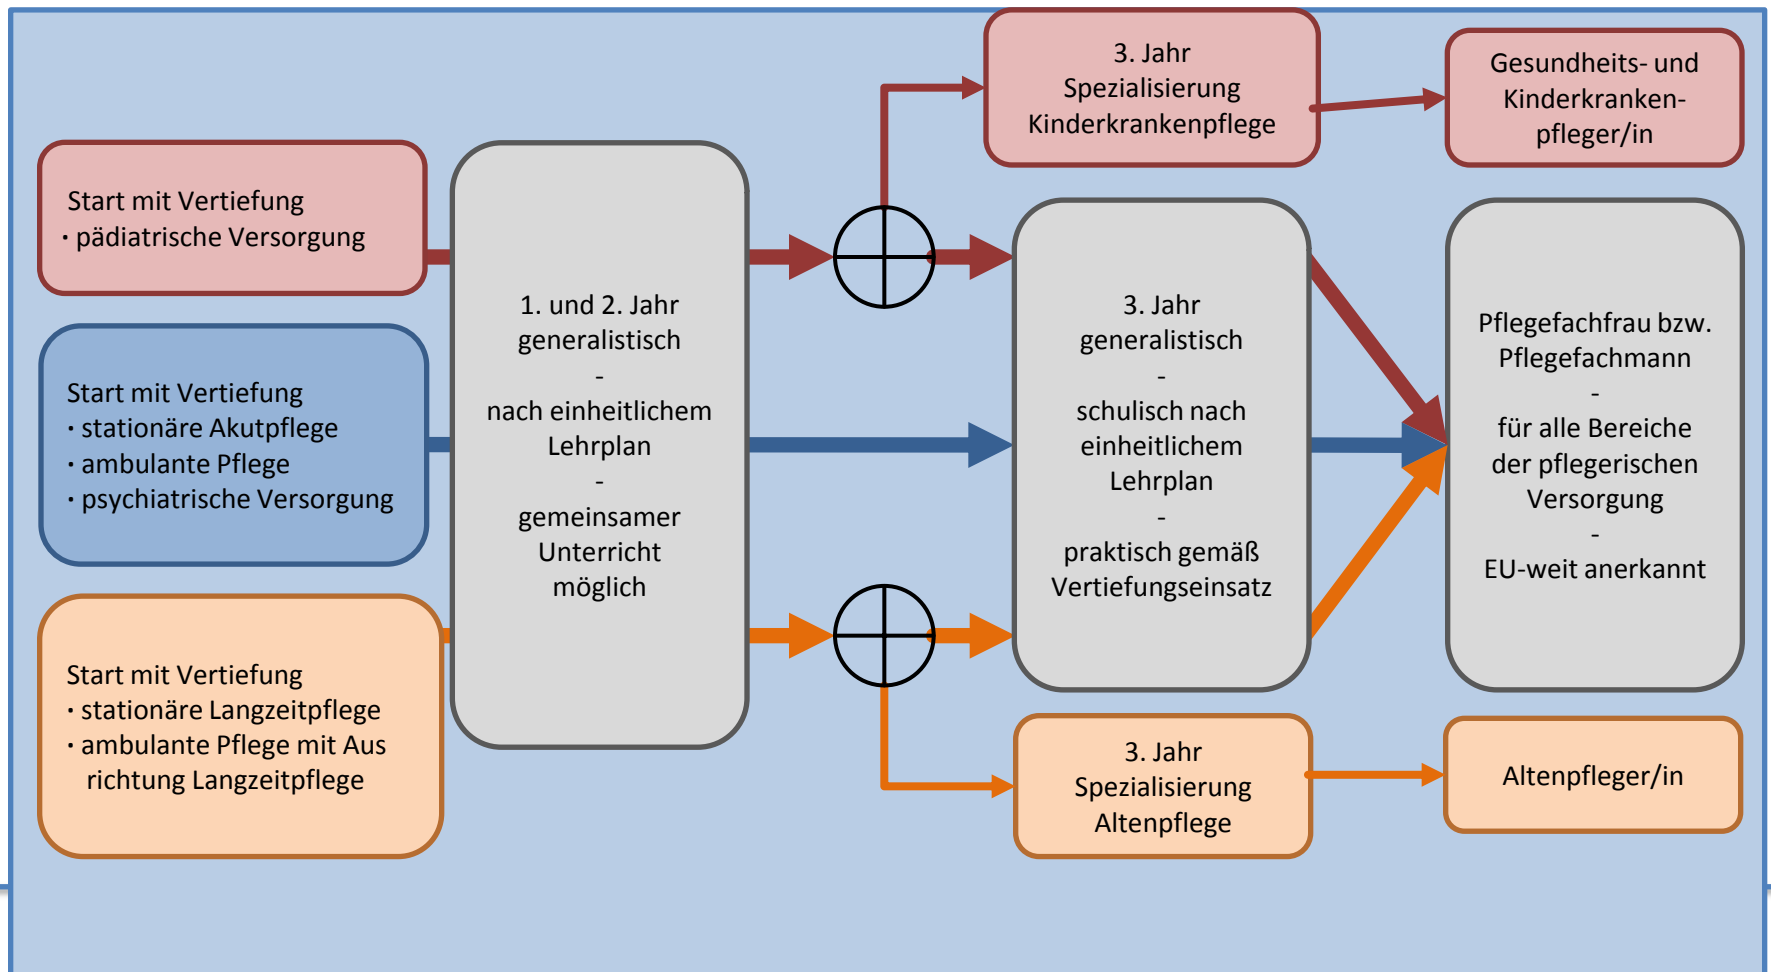 Start mit Vertiefung
· pädiatrische Versorgung
Start mit Vertiefung
· stationäre Akutpflege
· ambulante Pflege
· psychiatrische Versorgung
Start mit Vertiefung
· stationäre Langzeitpflege
· ambulante Pflege mit Aus
richtung Langzeitpflege
1. und 2. Jahr
generalistisch
-
nach einheitlichem
Lehrplan
-
gemeinsamer
Unterricht
möglich
3. Jahr
Spezialisierung
Kinderkrankenpflege
3. Jahr
generalistisch
-
schulisch nach
einheitlichem
Lehrplan
-
praktisch gemäß
Vertiefungseinsatz
3. Jahr
Spezialisierung
Altenpflege
Gesundheits- und
Kinderkranken-
pfleger/in
Pflegefachfrau bzw.
Pflegefachmann
-
für alle Bereiche
der pflegerischen
Versorgung
-
EU-weit anerkannt
Altenpfleger/in